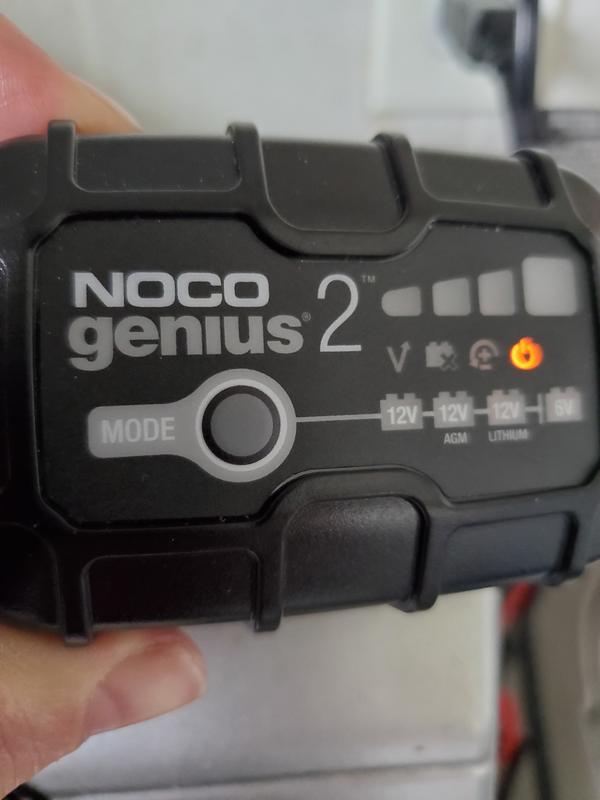 NOCO
genius® 2™
MODE
12V 12V 12V 6V
AGM LITHIUM